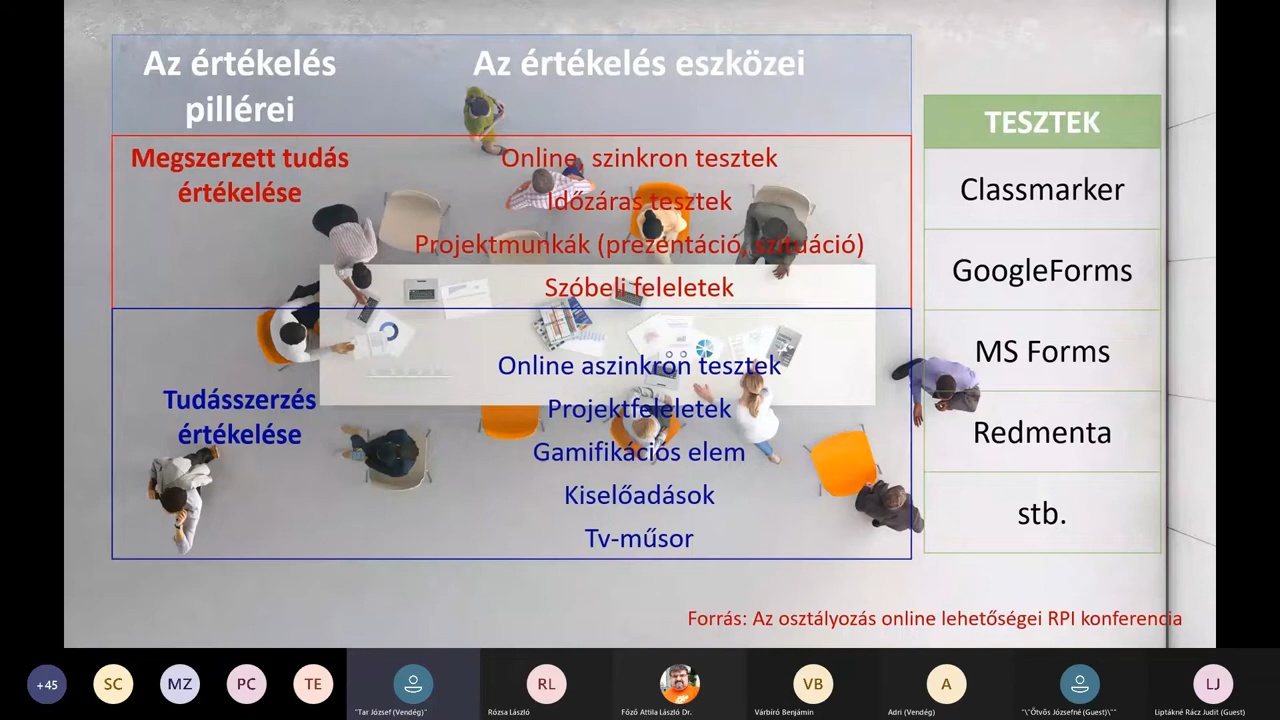 Az értékelés
pillérei
Az értékelés eszközei
Megszerzett tudás
értékelése
Online, szinkron tesztek
Időzáras tesztek
Projektmunkák (prezentáció, szituáció)
Szóbeli feleletek
Tudásszerzés
értékelése
Online aszinkron tesztek
Projektfeleletek
Gamifikációs elem
Kiselőadások
Tv-műsor
TESZTEK
Classmarker
GoogleForms
MS Forms
Redmenta
stb.
Forrás: Az osztályozás online lehetőségei RPI konferencia
+45
SC
MZ
PC
TE
"Tar József (Vendég)"
RL
Rózsa László
Főző Attila László Dr.
VB
Várbíró Benjámin
A
Adri (Vendég)
"\"Ötvös Józsefné (Guest)\""
LJ
Liptákné Rácz Judit (Guest)